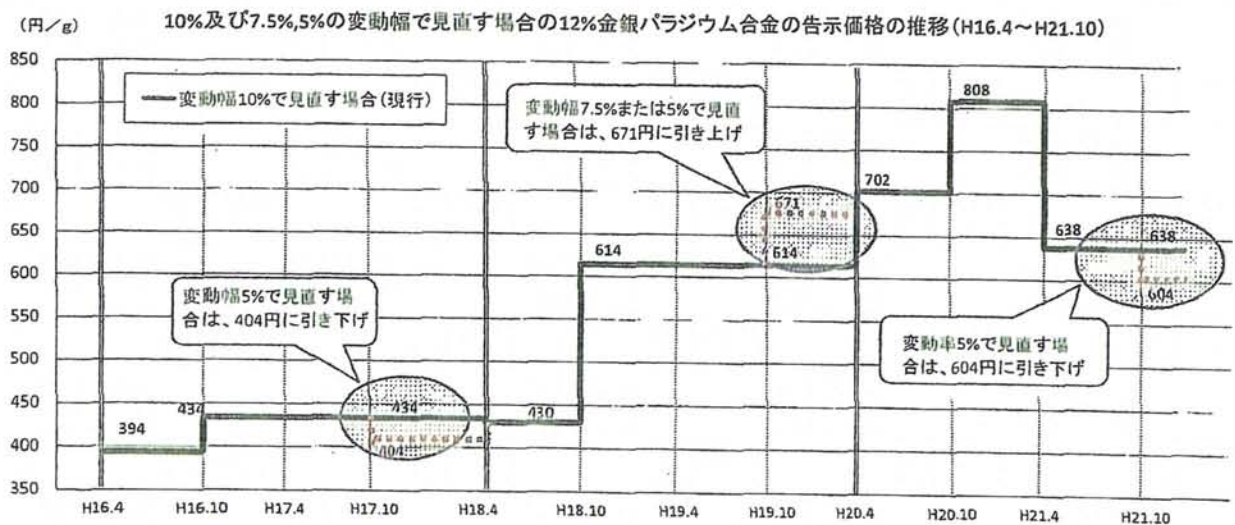 10%及び7.5%,5%の変動幅で見直す場合の12%金銀パラジウム合金の告示価格の推移(H16.4～H21.10)
(円／g)
850
800
750
700
650
600
550
500
450
400
350
変動幅10%で見直す場合(現行)
変動幅7.5%または5%で見直
す場合は、671円に引き上げ
変動幅5%で見直す場
合は、404円に引き下げ
変動率5%で見直す場
合は、604円に引き下げ
394
434
434
404
430
614
671
614
702
808
638
638
604
H16.4
H16.10
H17.4
H17.10
H18.4
H18.10
H19.4
H19.10
H20.4
H20.10
H21.4
H21.10